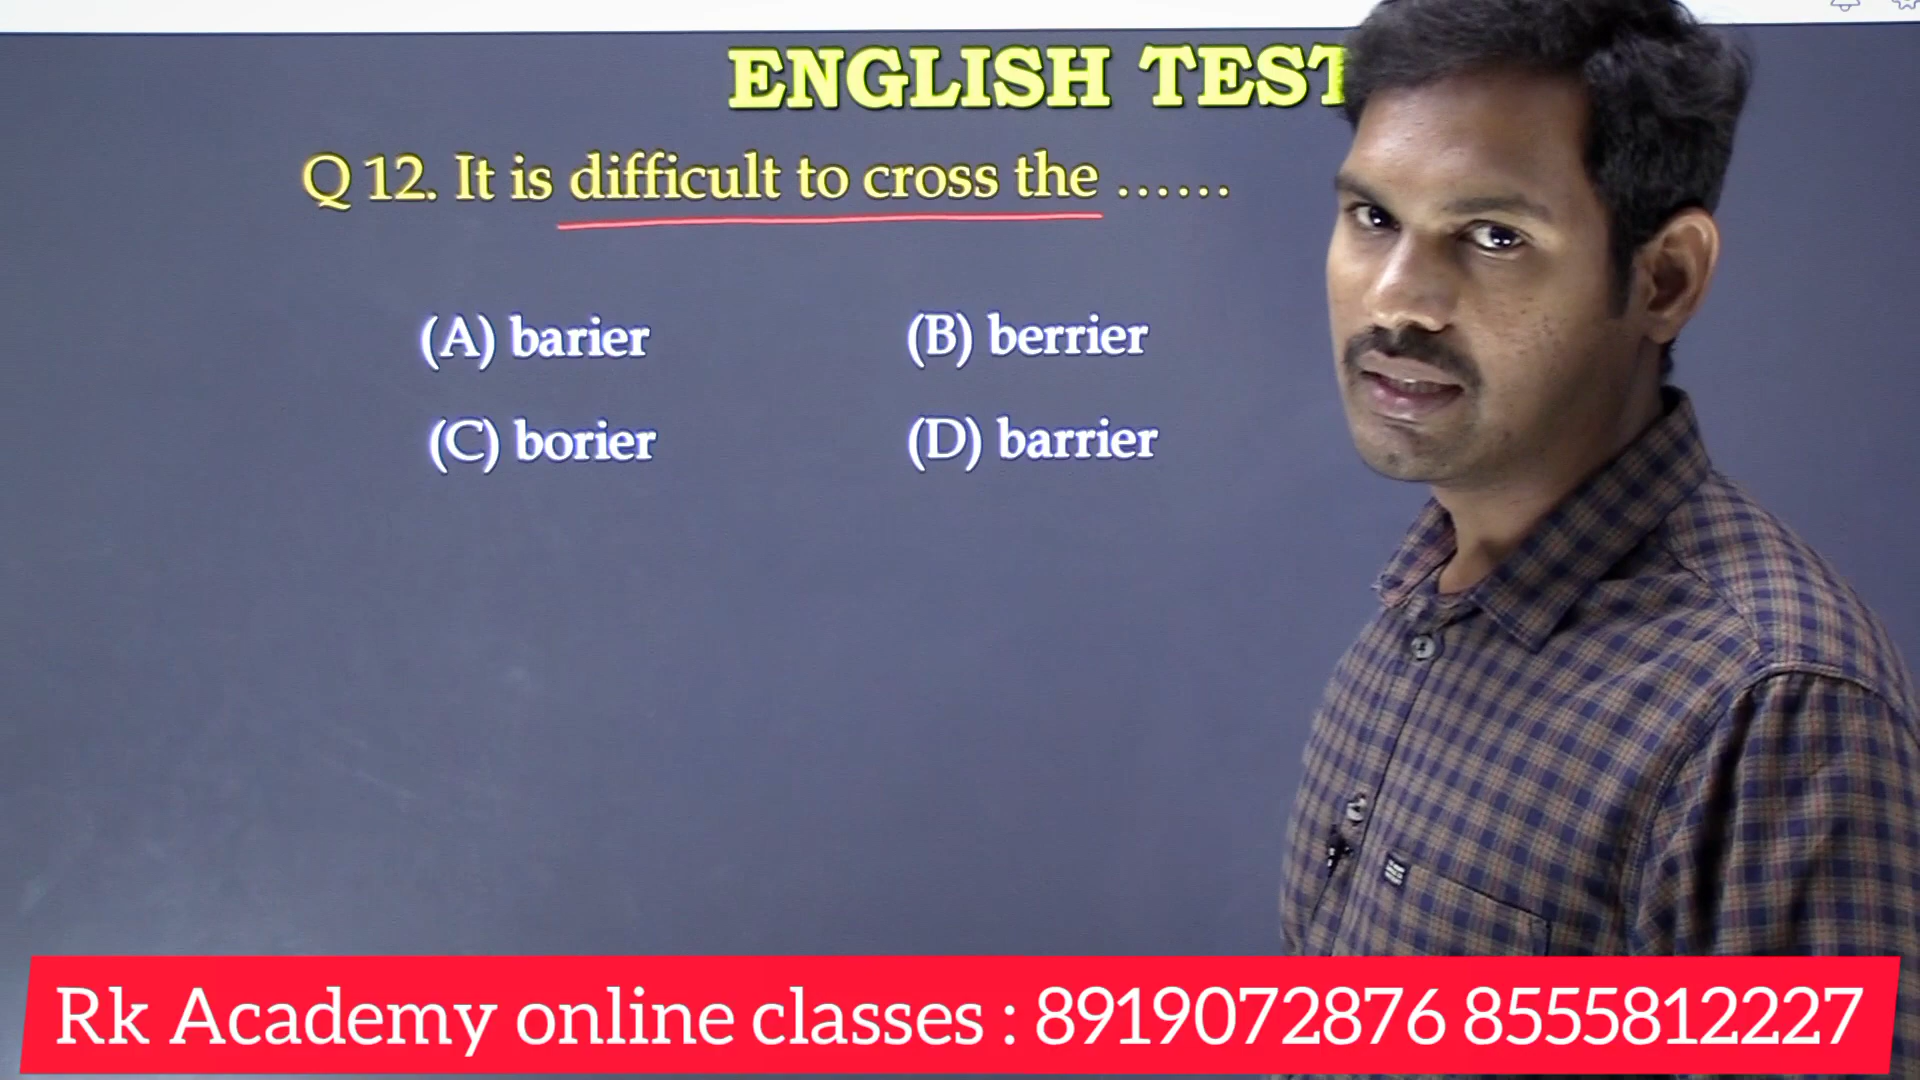 ENGLISH TEST
Q 12. It is difficult to cross the ......
(A) barier (B) berrier
(C) borier (D) barrier
Rk Academy online classes : 8919072876 8555812227